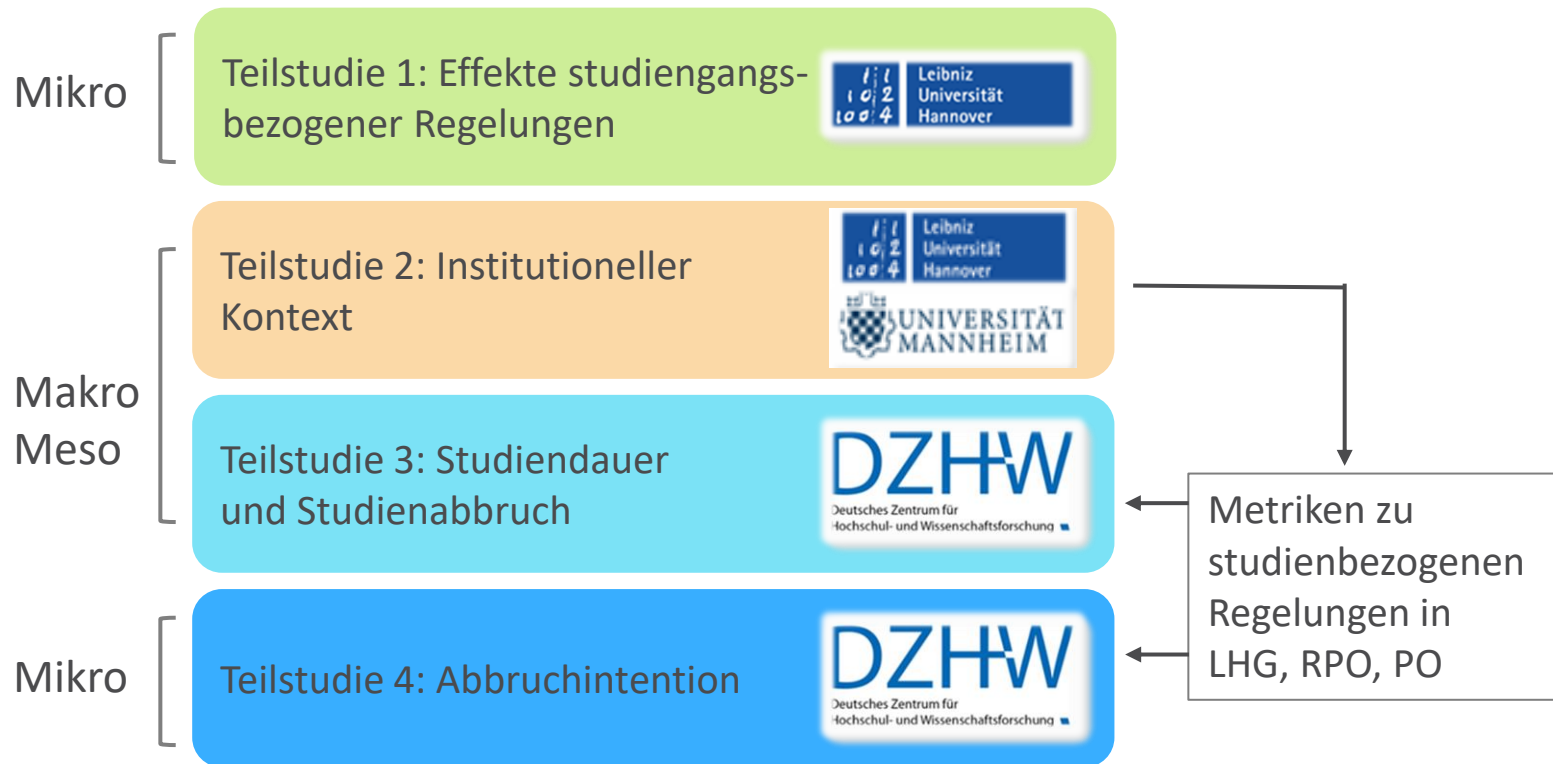 Mikro
Teilstudie 1: Effekte studiengangs-
bezogener Regelungen
Leibniz
Universität
Hannover
Makro
Meso
Teilstudie 2: Institutioneller
Kontext
Leibniz
Universität
Hannover
UNIVERSITÄT
MANNHEIM
Teilstudie 3: Studiendauer
und Studienabbruch
DZHW
Deutsches Zentrum für
Hochschul- und Wissenschaftsforschung
Metriken zu
studienbezogenen
Regelungen in
LHG, RPO, PO
Mikro
Teilstudie 4: Abbruchintention
DZHW
Deutsches Zentrum für
Hochschul- und Wissenschaftsforschung